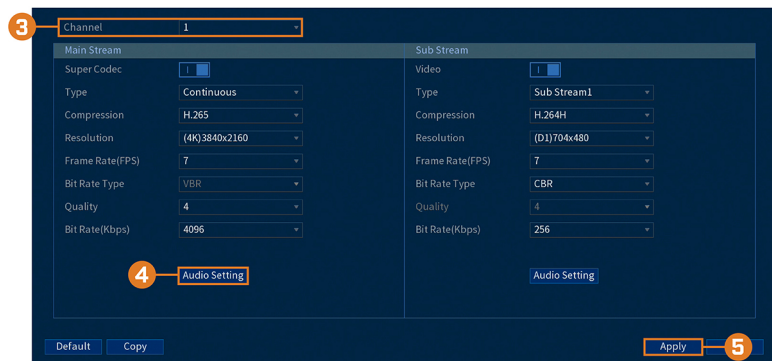 3 Channel 1
Main Stream Sub Stream
Super Codec Video
Type Continuous Type Sub Stream1
Compression H.265 Compression H.264H
Resolution (4K)3840x2160 Resolution (D1)704x480
Frame Rate(FPS) 7 Frame Rate(FPS) 7
Bit Rate Type VBR Bit Rate Type CBR
Quality 4 Quality 4
Bit Rate(Kbps) 4096 Bit Rate(Kbps) 256
4 Audio Setting Audio Setting
Default Copy Apply 5